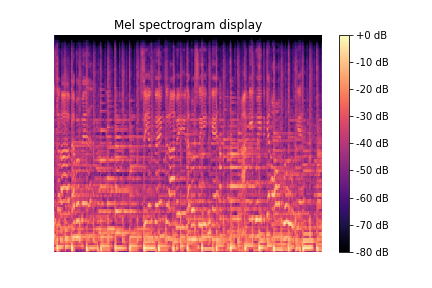 Mel spectrogram display
+0 dB
-10 dB
-20 dB
-30 dB
-40 dB
-50 dB
-60 dB
-70 dB
-80 dB